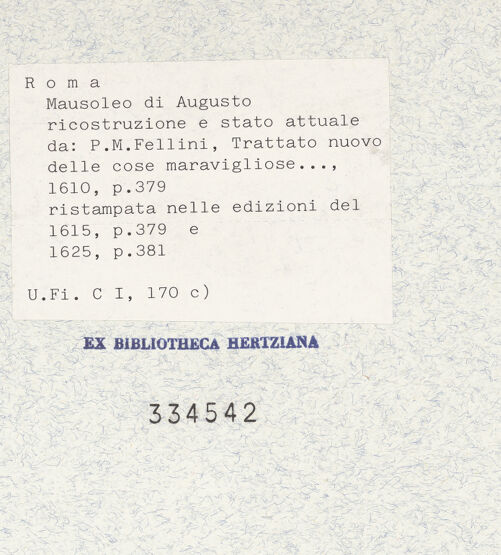 Roma
Mausoleo di Augusto
ricostruzione e stato attuale
da: P.M.Fellini, Trattato nuovo
delle cose maravigliose...,
1610, p.379
ristampata nelle edizioni del
1615, p.379 e
1625, p.381
U.Fi. C I, 170 c)
EX BIBLIOTHECA HERTZIANA
334542